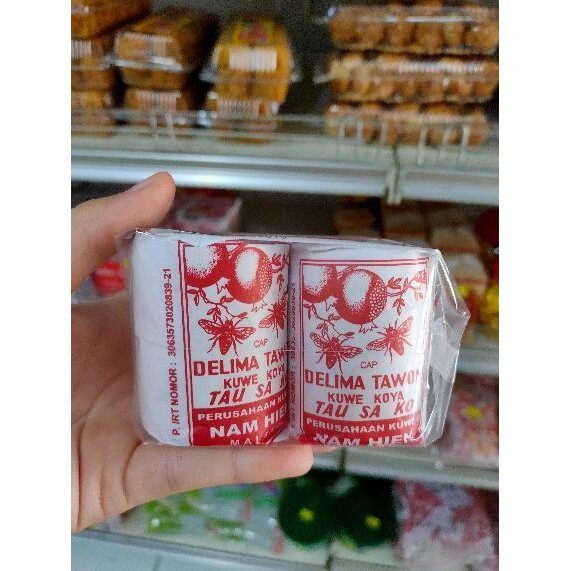 P. IRT NOMOR : 3063573020839-21
CAP
DELIMA TAWON
KUWE KOYA
TAU SA
PERUSAHAAN KUWE
NAM HIEN
CAP
DELIMA TAWON
KUWE KOYA
TAU SA KO
PERUSAHAAN KUWE
NAM HIEN